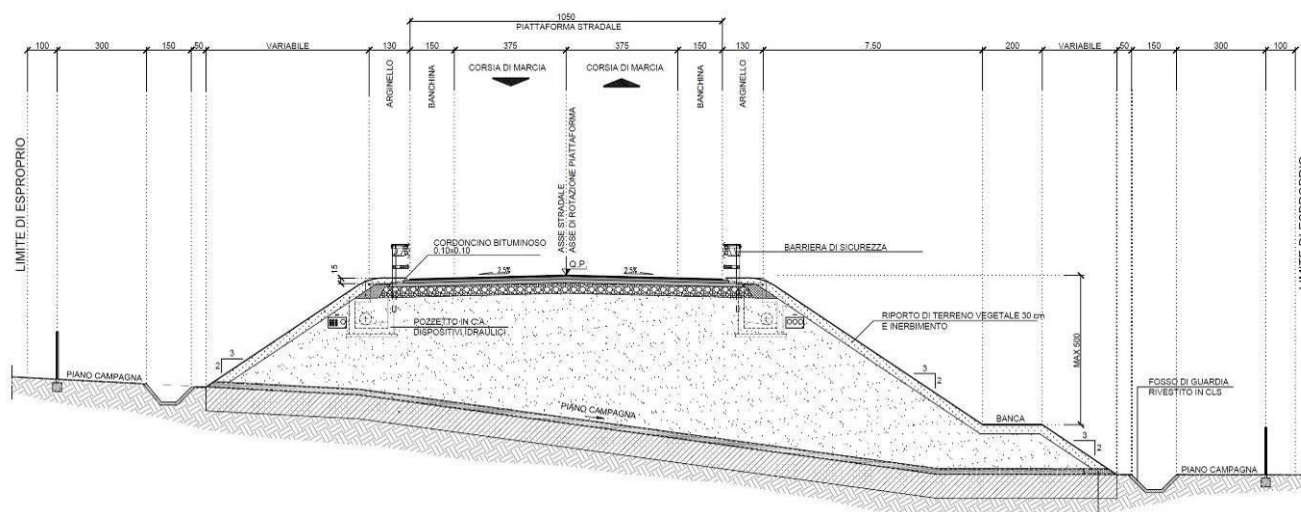 1050
PIATTAFORMA STRADALE
100 300 150 50 VARIABILE 130 150 375 375 150 130 7.50 200 VARIABILE 50 150 300 100
ARGINELLO
BANCHINA
CORSIA DI MARCIA
CORSIA DI MARCIA
BANCHINA
ARGINELLO
LIMITE DI ESPROPRIO
ASSE STRADALE
ASSE DI ROTAZIONE PIATTAFORMA
LIMITE DI ESPROPRIO
CORDONCINO BITUMINOSO
0.10x0.10
BARRIERA DI SICUREZZA
Q.P.
15
2.5%
2.5%
POZZETTO IN C.A.
DISPOSITIVI IDRAULICI
RIPORTO DI TERRENO VEGETALE 30 cm
E INERBIMENTO
MAX 500
3
2
3
2
PIANO CAMPAGNA
FOSSO DI GUARDIA
RIVESTITO IN CLS
PIANO CAMPAGNA
BANCA
3
2
PIANO CAMPAGNA